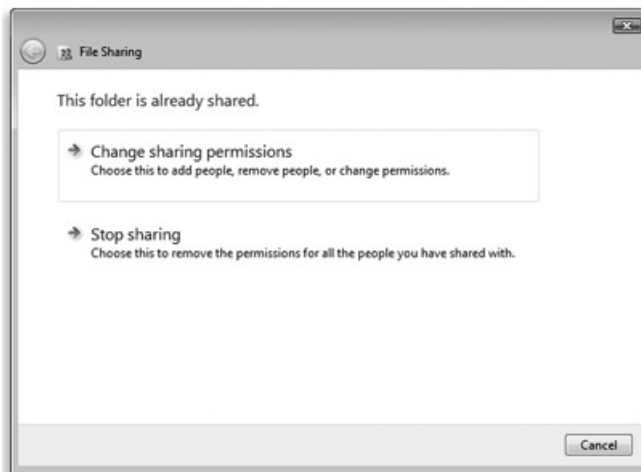 File Sharing
This folder is already shared.
Change sharing permissions
Choose this to add people, remove people, or change permissions.
Stop sharing
Choose this to remove the permissions for all the people you have shared with.
Cancel